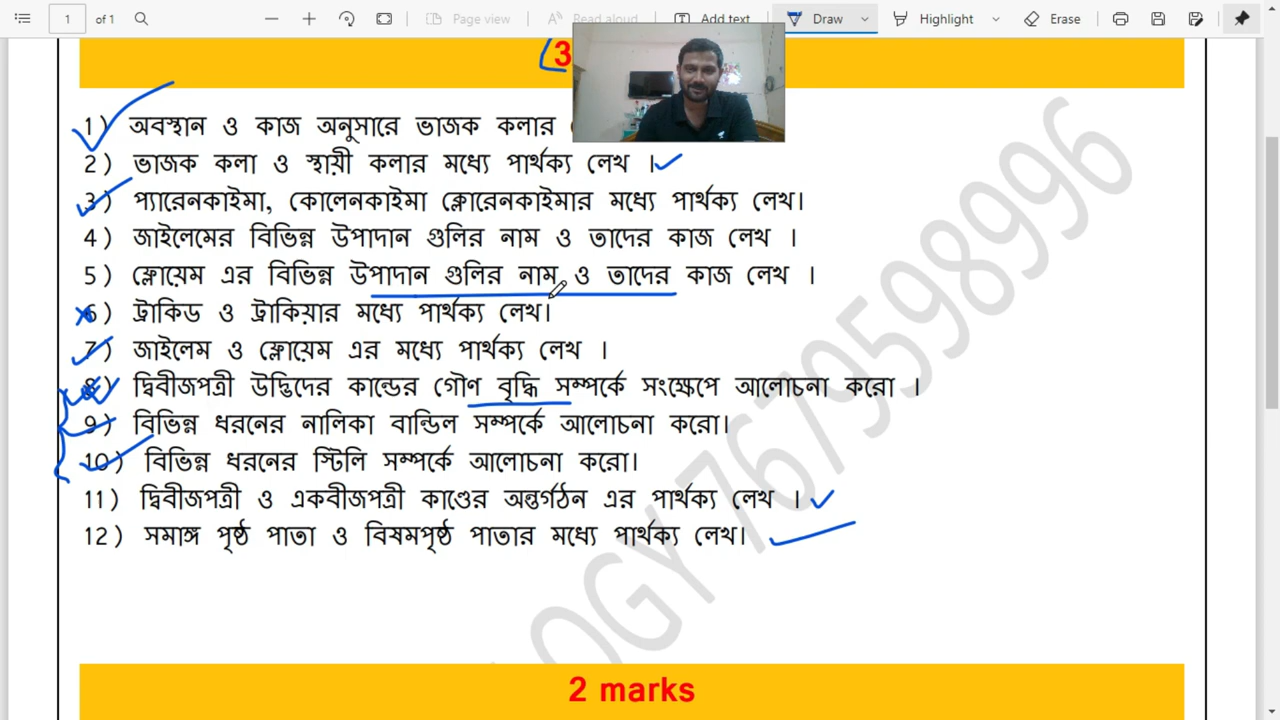 1 of 1 Page view Read aloud Add text Draw Highlight Erase
3
1) অবস্থান ও কাজ অনুসারে ভাজক কলার
2) ভাজক কলা ও স্থায়ী কলার মধ্যে পার্থক্য লেখ ।
3) প্যারেনকাইমা, কোলেনকাইমা ক্লোরেনকাইমার মধ্যে পার্থক্য লেখ।
4) জাইলেমের বিভিন্ন উপাদান গুলির নাম ও তাদের কাজ লেখ ।
5) ফ্লোয়েম এর বিভিন্ন উপাদান গুলির নাম ও তাদের কাজ লেখ ।
6) ট্রাকিড ও ট্রাকিয়ার মধ্যে পার্থক্য লেখ।
7) জাইলেম ও ফ্লোয়েম এর মধ্যে পার্থক্য লেখ ।
8) দ্বিবীজপত্রী উদ্ভিদের কান্ডের গৌণ বৃদ্ধি সম্পর্কে সংক্ষেপে আলোচনা করো ।
9) বিভিন্ন ধরনের নালিকা বান্ডিল সম্পর্কে আলোচনা করো।
10) বিভিন্ন ধরনের স্টিলি সম্পর্কে আলোচনা করো।
11) দ্বিবীজপত্রী ও একবীজপত্রী কাণ্ডের অন্তর্গঠন এর পার্থক্য লেখ ।
12) সমাঙ্গ পৃষ্ঠ পাতা ও বিষমপৃষ্ঠ পাতার মধ্যে পার্থক্য লেখ।
LOGY 7679598996
2 marks